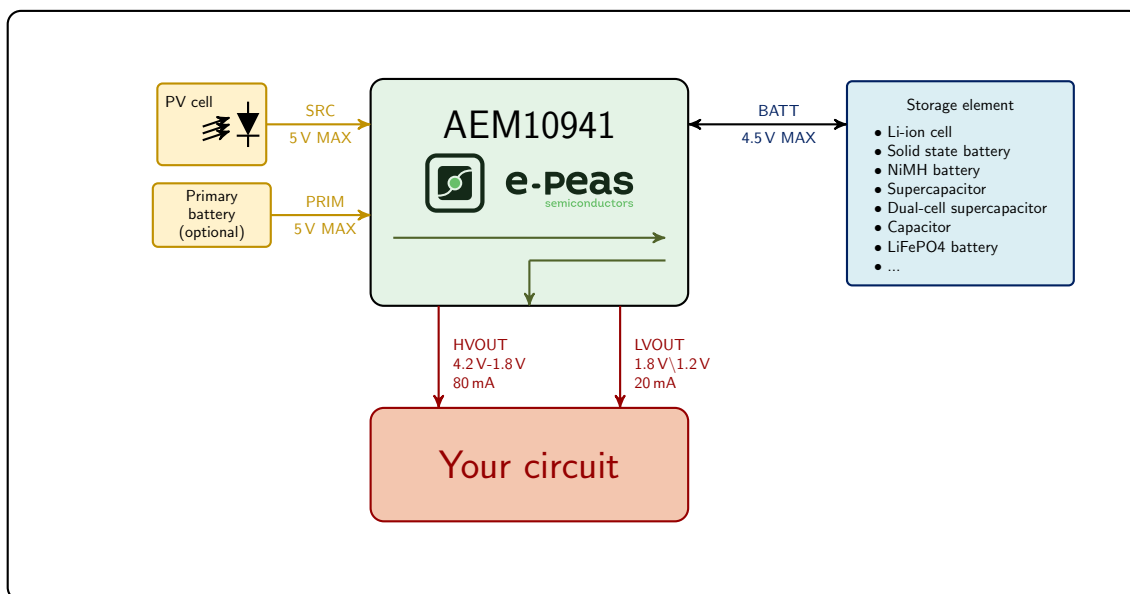 PV cell
SRC
5 V MAX
Primary
battery
(optional)
PRIM
5 V MAX
AEM10941
e-peas
semiconductors
BATT
4.5 V MAX
Storage element
• Li-ion cell
• Solid state battery
• NiMH battery
• Supercapacitor
• Dual-cell supercapacitor
• Capacitor
• LiFePO4 battery
• ...
HVOUT
4.2 V-1.8 V
80 mA
LVOUT
1.8 V\1.2 V
20 mA
Your circuit